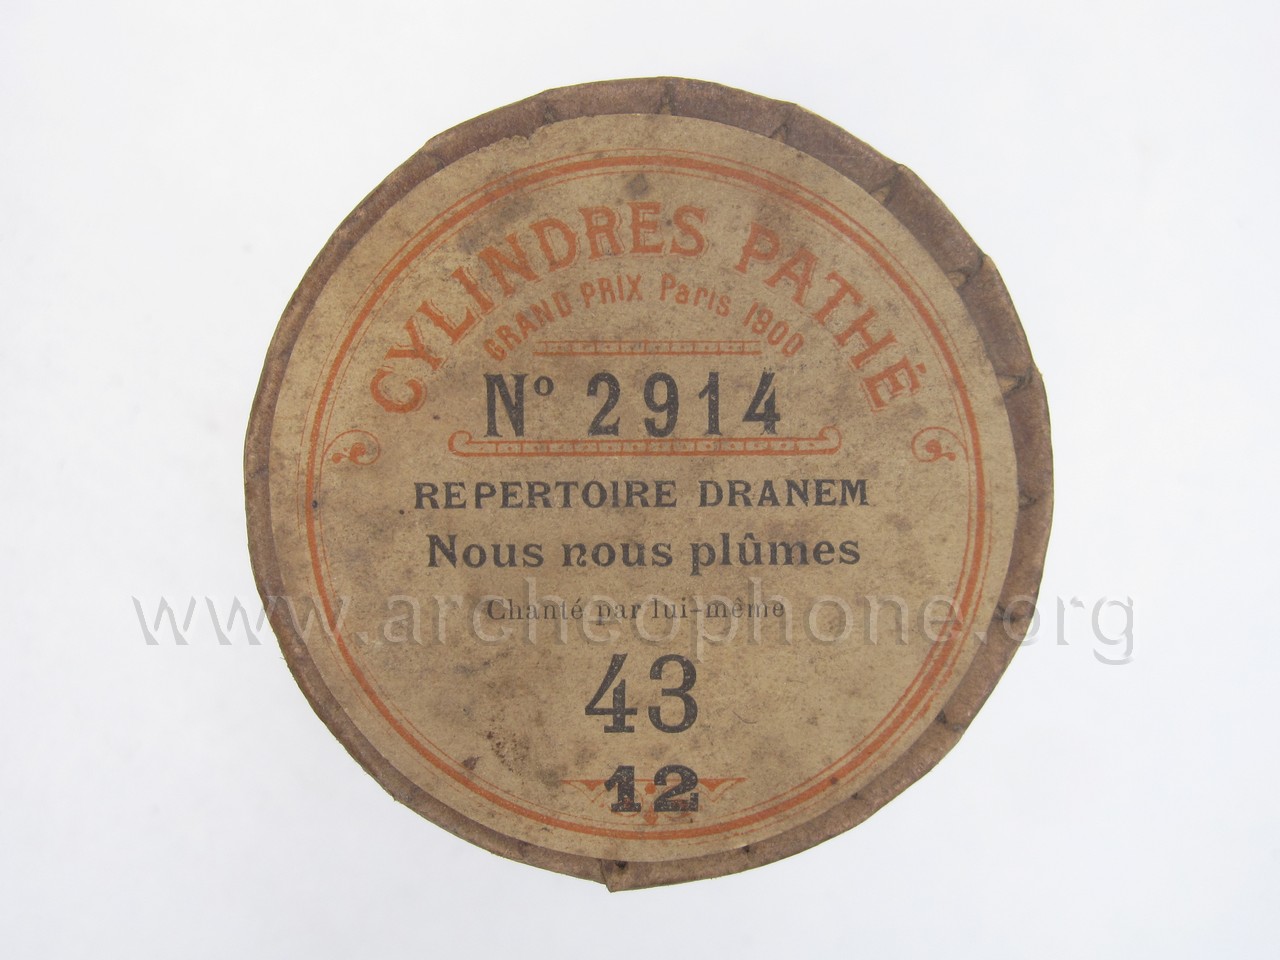 CYLINDRES PATHÉ
GRAND PRIX Paris 1900
Nº 2914
REPERTOIRE DRANEM
Nous nous plûmes
Chanté par lui-même
www.archeophone.org
43
12